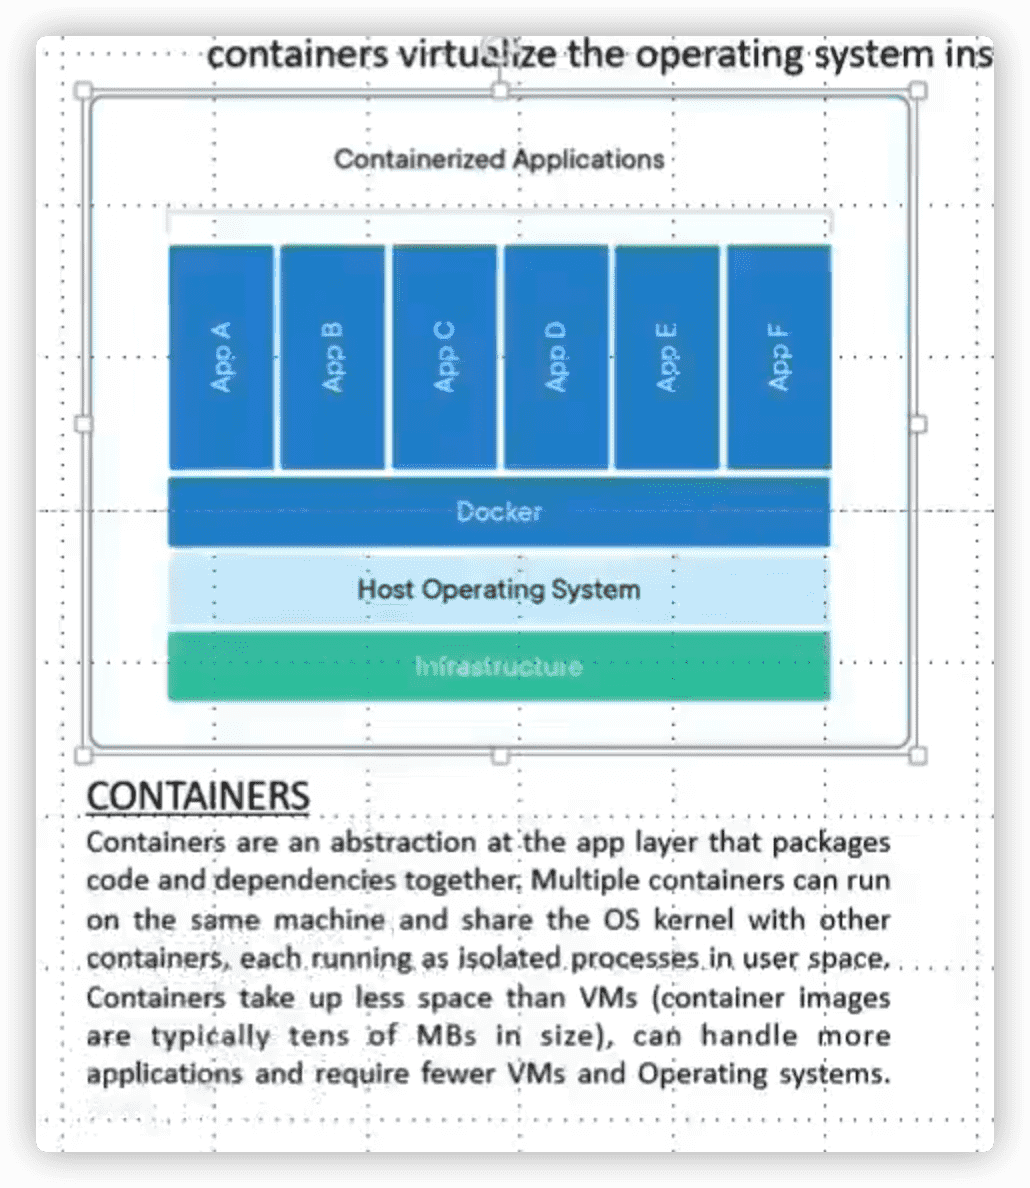 containers virtualize the operating system ins
Containerized Applications
App A
App B
App C
App D
App E
App F
Docker
Host Operating System
Infrastructure
CONTAINERS
Containers are an abstraction at the app layer that packages
code and dependencies together. Multiple containers can run
on the same machine and share the OS kernel with other
containers, each running as isolated processes in user space.
Containers take up less space than VMs (container images
are typically tens of MBs in size), can handle more
applications and require fewer VMs and Operating systems.